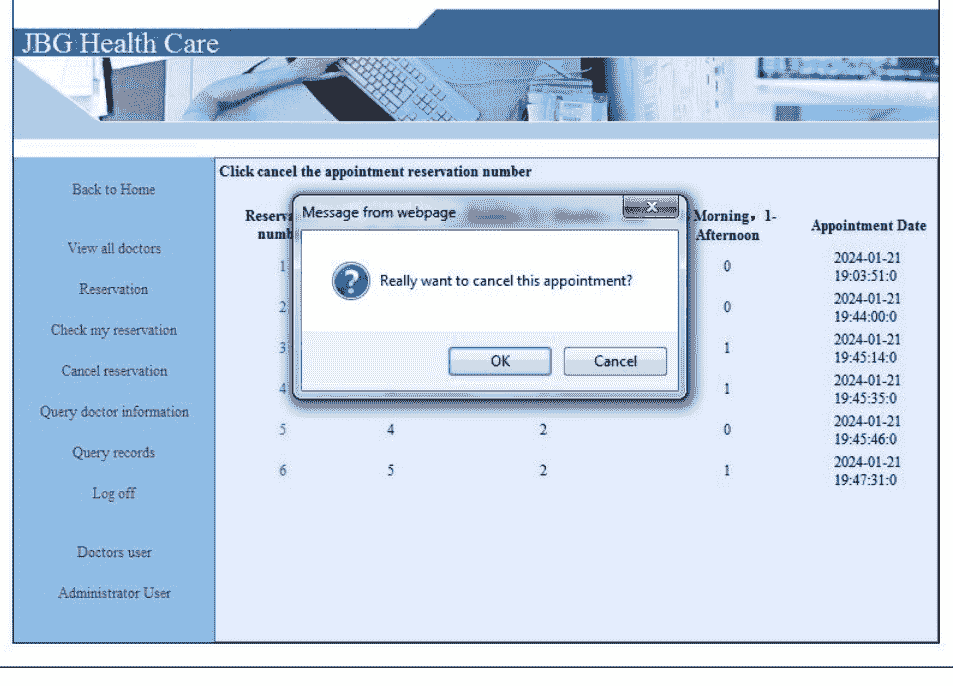 JBG Health Care
Back to Home
View all doctors
Reservation
Check my reservation
Cancel reservation
Query doctor information
Query records
Log off
Doctors user
Administrator User
Click cancel the appointment reservation number
Message from webpage
Really want to cancel this appointment?
OK Cancel
Morning, 1- Appointment Date
Afternoon
1 0 2024-01-21
19:03:51:0
2 0 2024-01-21
19:44:00:0
3 1 2024-01-21
19:45:14:0
4 1 2024-01-21
19:45:35:0
5 4 2 0 2024-01-21
19:45:46:0
6 5 2 1 2024-01-21
19:47:31:0